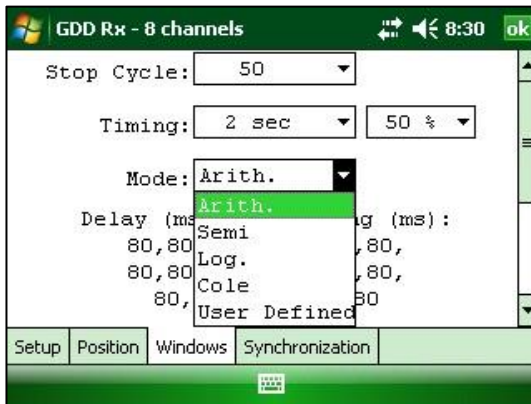 GDD Rx - 8 channels 8:30 ok
Stop Cycle: 50
Timing: 2 sec 50 %
Mode: Arith.
Arith.
Semi
Log.
Cole
User Defined
Delay (ms (ms):
80,80 ,80,
80,80 ,80,
80, 80
Setup Position Windows Synchronization